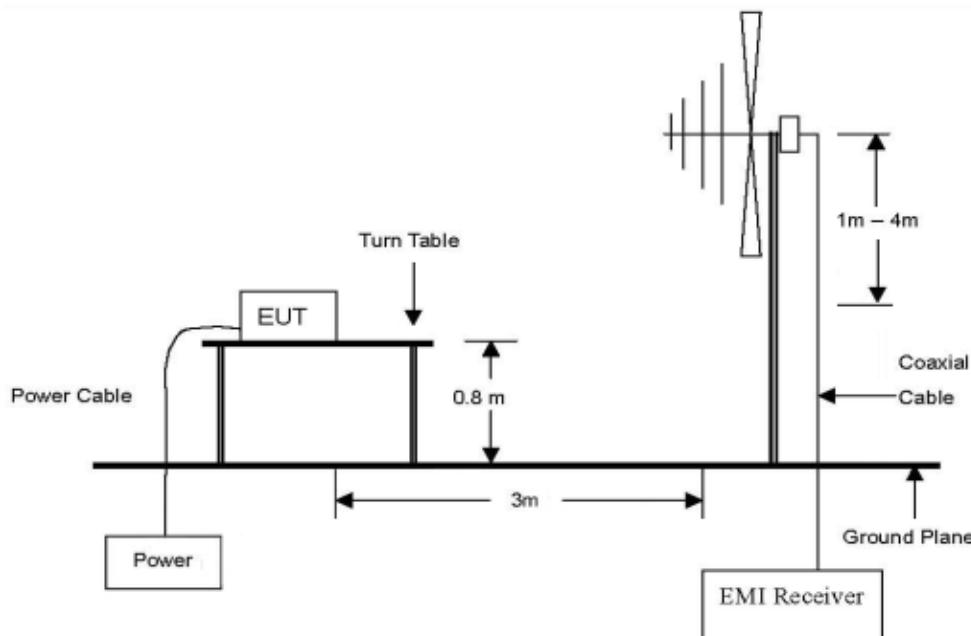 1m – 4m
Turn Table
EUT
Coaxial
Cable
Power Cable
0.8 m
3m
Ground Plane
Power
EMI Receiver